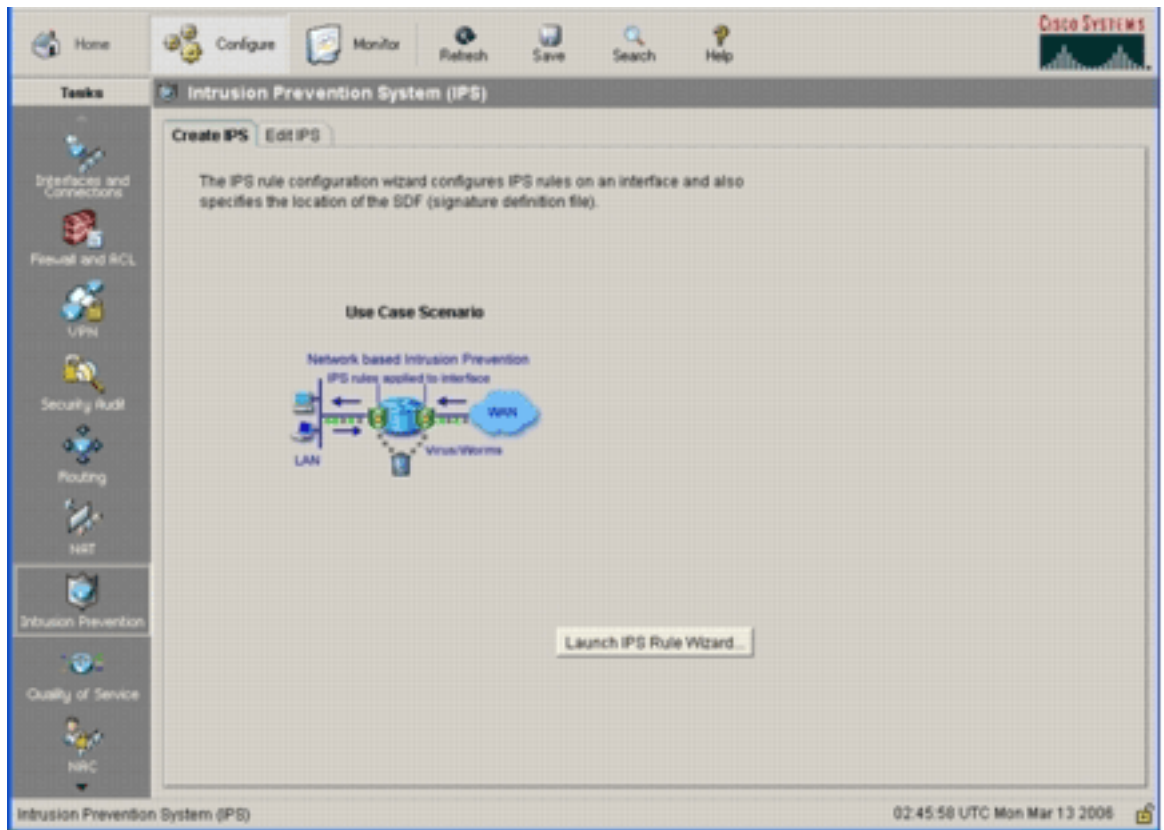 Home
Configure
Monitor
Refresh
Save
Search
Help
CISCO SYSTEMS
Tasks
Intrusion Prevention System (IPS)
Create IPS
Edit IPS
The IPS rule configuration wizard configures IPS rules on an interface and also
specifies the location of the SDF (signature definition file).
Use Case Scenario
Network based Intrusion Prevention
IPS rules applied to interface
WAN
LAN
Virus/Worms
Launch IPS Rule Wizard...
Interfaces and
Connections
Firewall and ACL
VPN
Security Audit
Routing
NAT
Intrusion Prevention
Quality of Service
NAC
Intrusion Prevention System (IPS)
02:45:58 UTC Mon Mar 13 2006